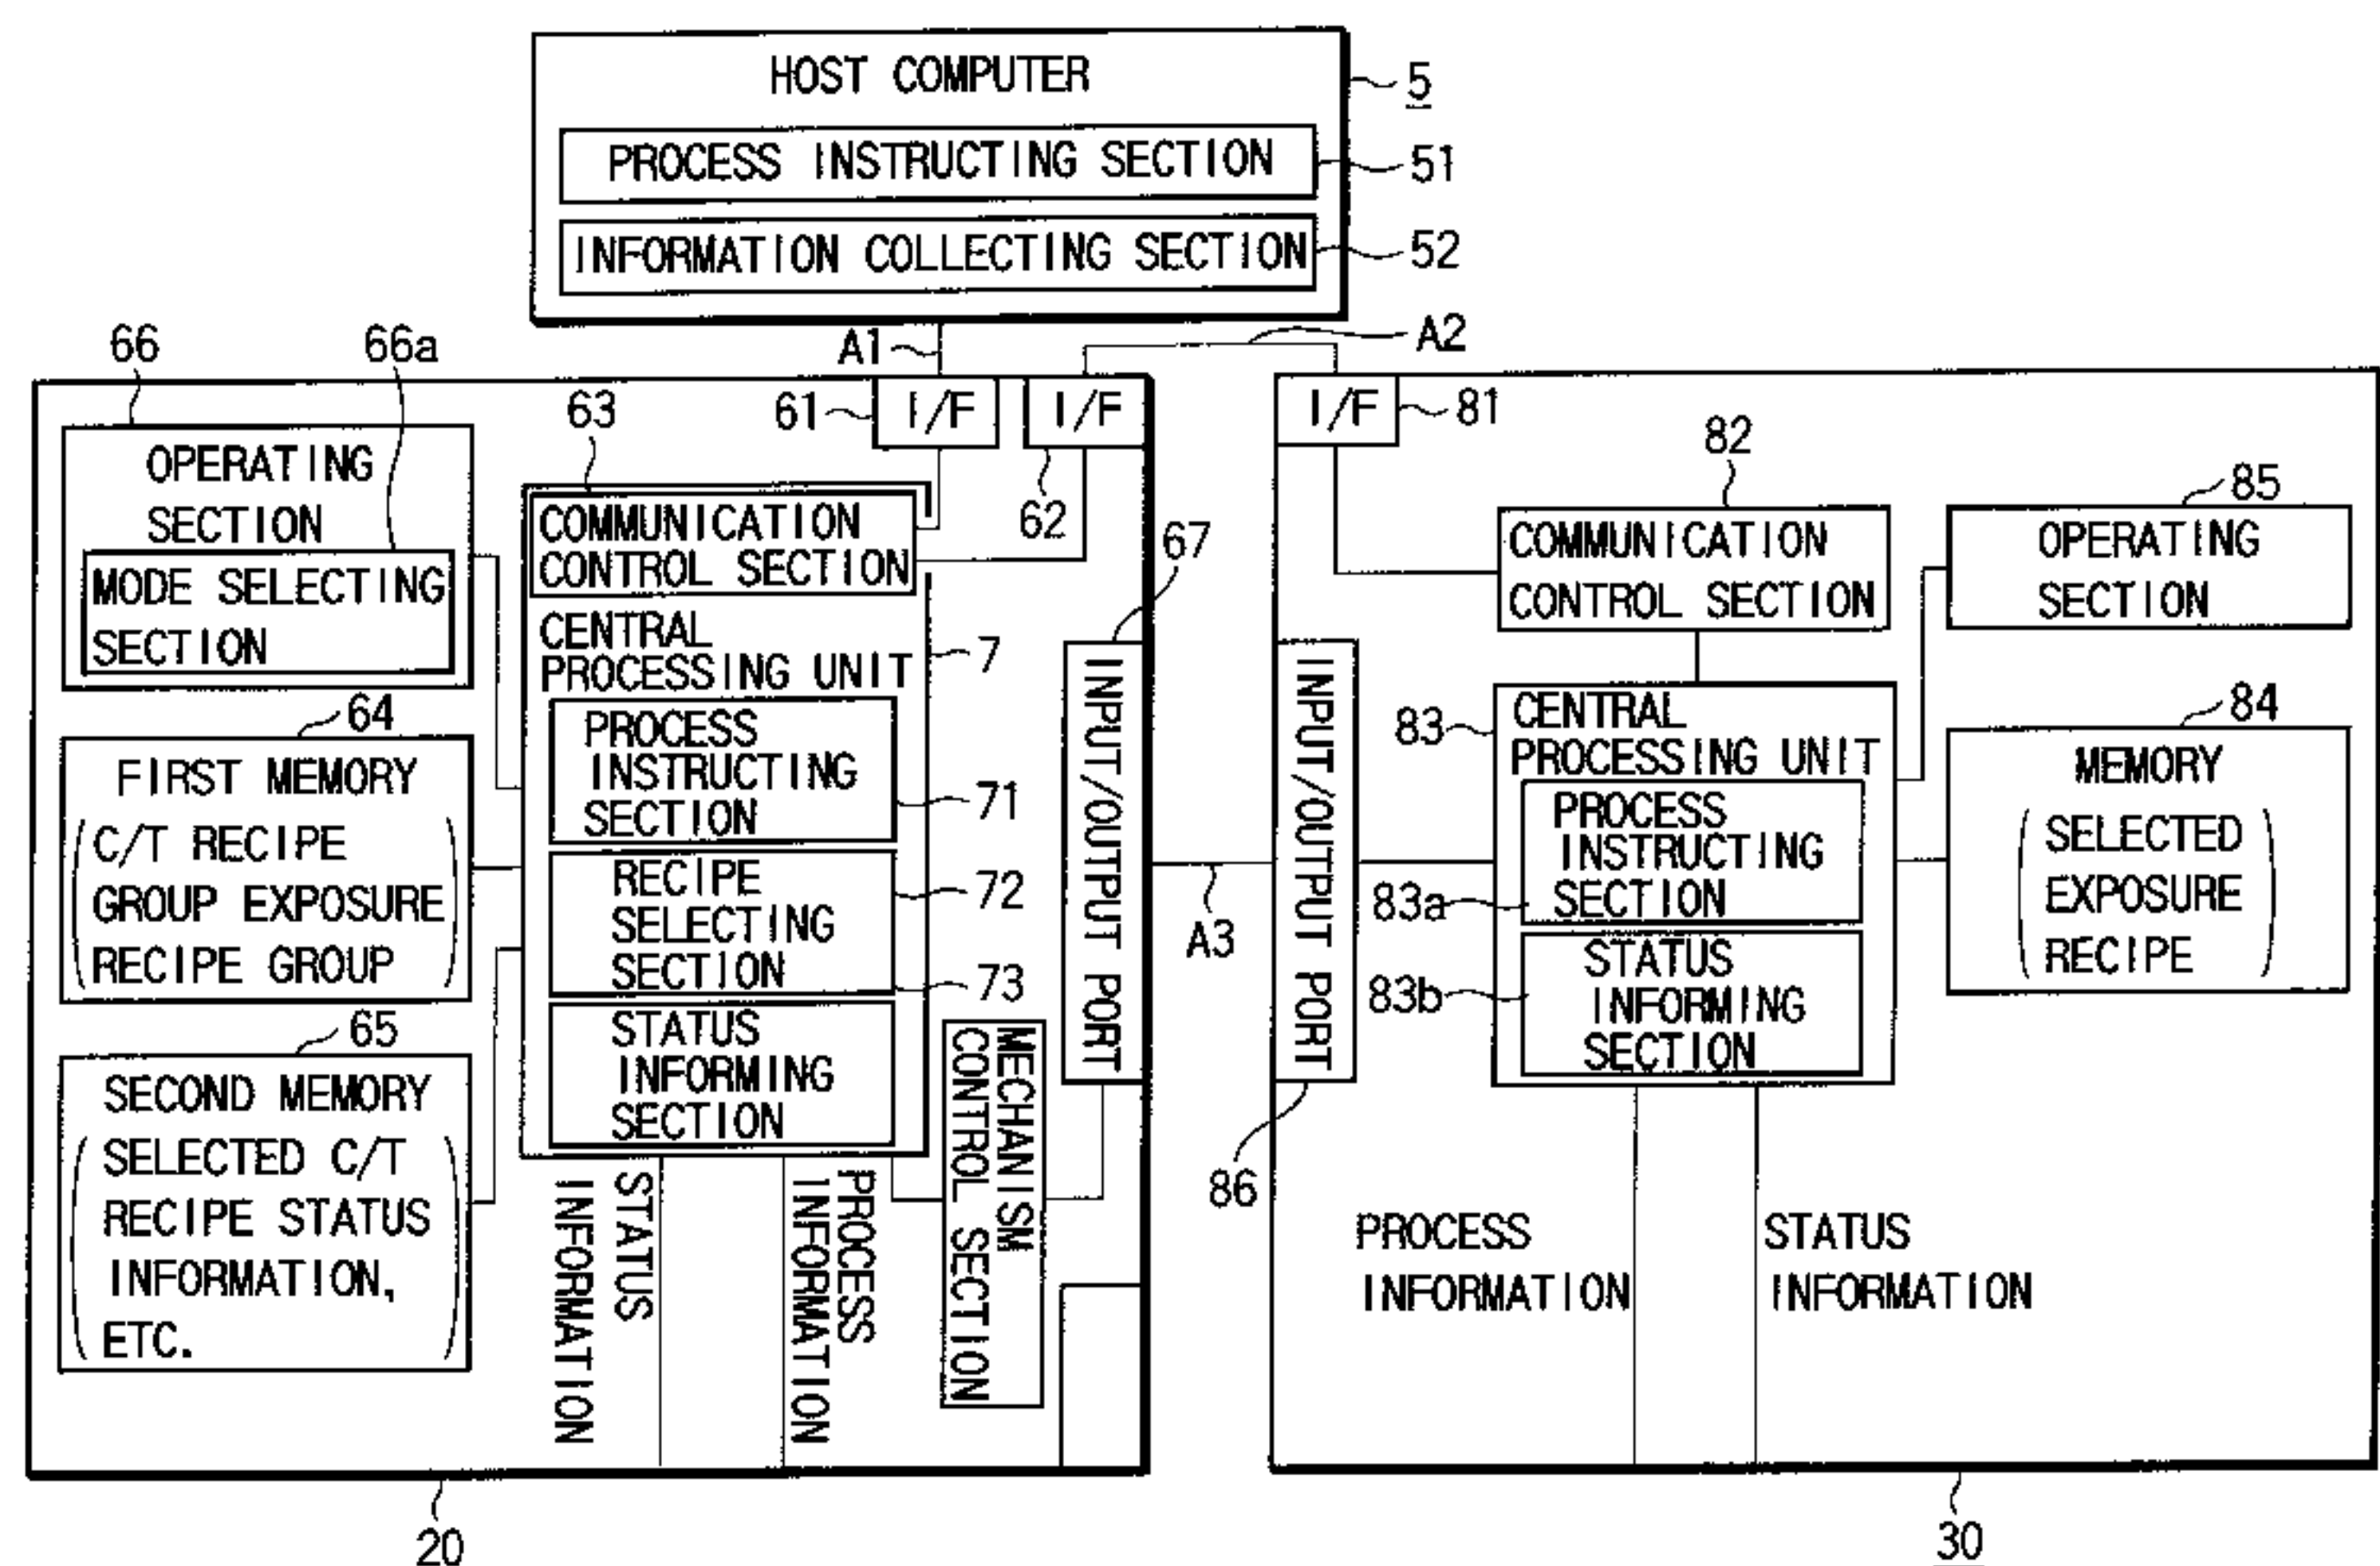 HOST COMPUTER
5
PROCESS INSTRUCTING SECTION
51
INFORMATION COLLECTING SECTION
52
A1
A2
66
66a
OPERATING
SECTION
MODE SELECTING
SECTION
64
FIRST MEMORY
C/T RECIPE
GROUP EXPOSURE
RECIPE GROUP
65
SECOND MEMORY
SELECTED C/T
RECIPE STATUS
INFORMATION,
ETC.
63
61
I/F
I/F
62
COMMUNICATION
CONTROL SECTION
CENTRAL
PROCESSING UNIT
7
PROCESS
INSTRUCTING
SECTION
71
RECIPE
SELECTING
SECTION
72
73
STATUS
INFORMING
SECTION
STATUS
INFORMATION
PROCESS
INFORMATION
MECHANISM
CONTROL SECTION
67
INPUT/OUTPUT PORT
A3
20
I/F
81
INPUT/OUTPUT PORT
86
82
COMMUNICATION
CONTROL SECTION
85
OPERATING
SECTION
83
CENTRAL
PROCESSING UNIT
PROCESS
INSTRUCTING
SECTION
83a
STATUS
INFORMING
SECTION
83b
84
MEMORY
SELECTED
EXPOSURE
RECIPE
PROCESS
INFORMATION
STATUS
INFORMATION
30